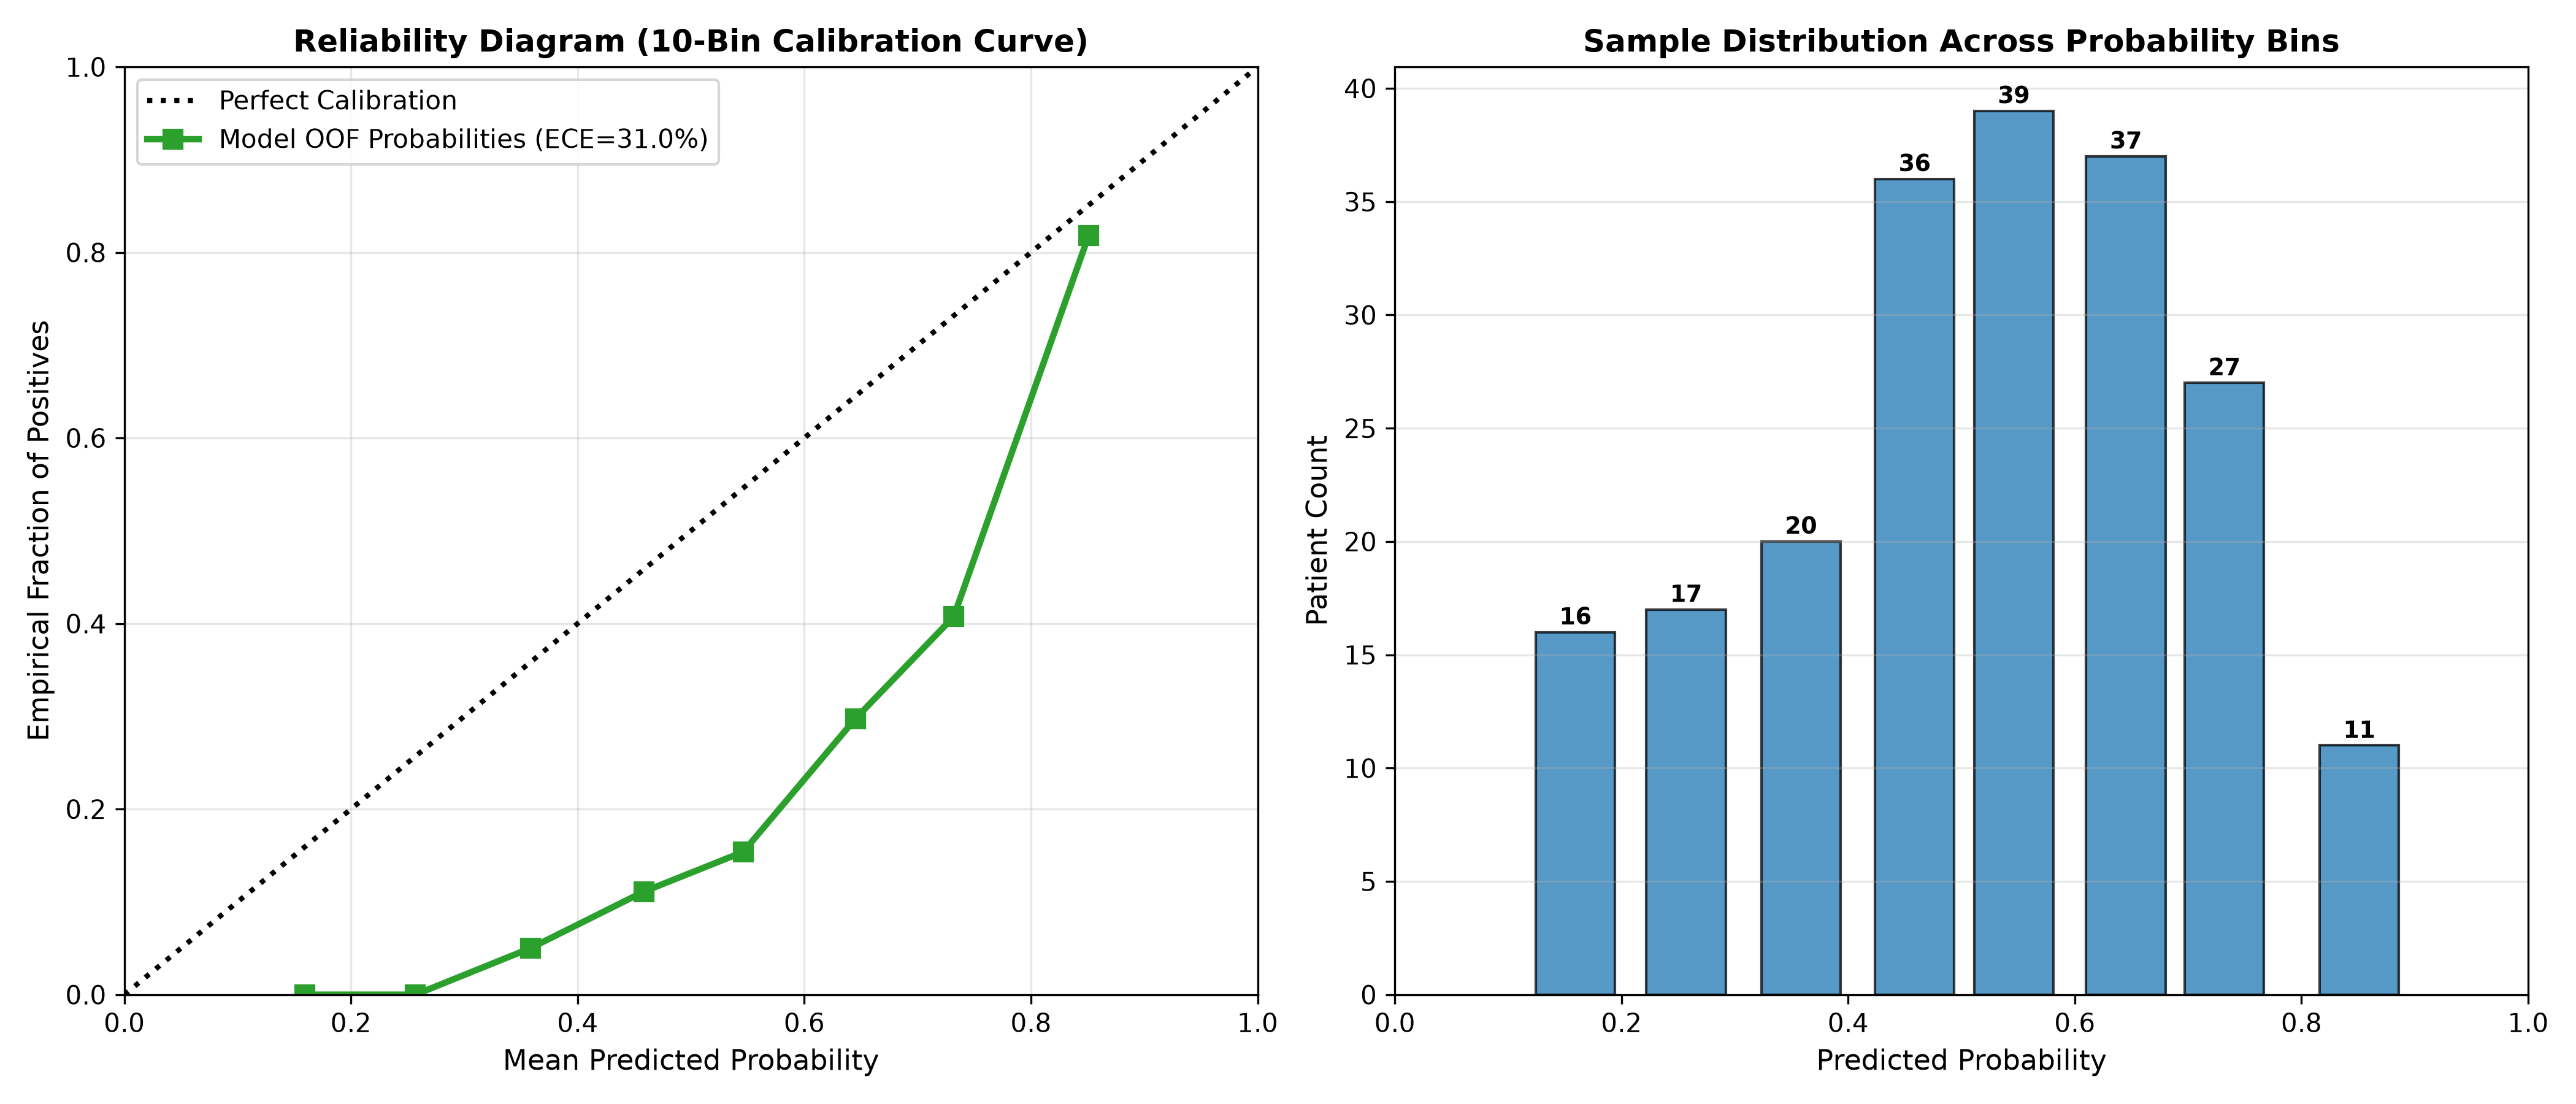 Reliability Diagram (10-Bin Calibration Curve)
Perfect Calibration
Model OOF Probabilities (ECE=31.0%)
Empirical Fraction of Positives
1.0
0.8
0.6
0.4
0.2
0.0
0.0 0.2 0.4 0.6 0.8 1.0
Mean Predicted Probability
Sample Distribution Across Probability Bins
Patient Count
40
35
30
25
20
15
10
5
0
16 17 20 36 39 37 27 11
0.0 0.2 0.4 0.6 0.8 1.0
Predicted Probability